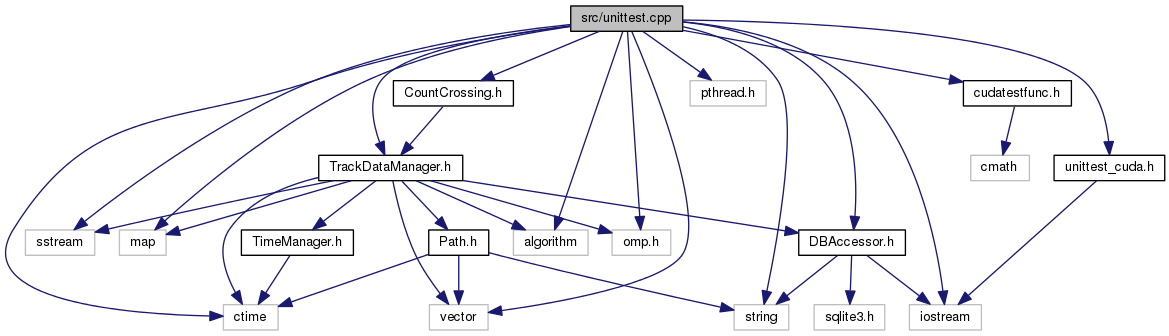 src/unittest.cpp
CountCrossing.h
pthread.h
cudatestfunc.h
TrackDataManager.h
cmath
unittest_cuda.h
sstream
map
TimeManager.h
Path.h
algorithm
omp.h
DBAccessor.h
ctime
vector
string
sqlite3.h
iostream